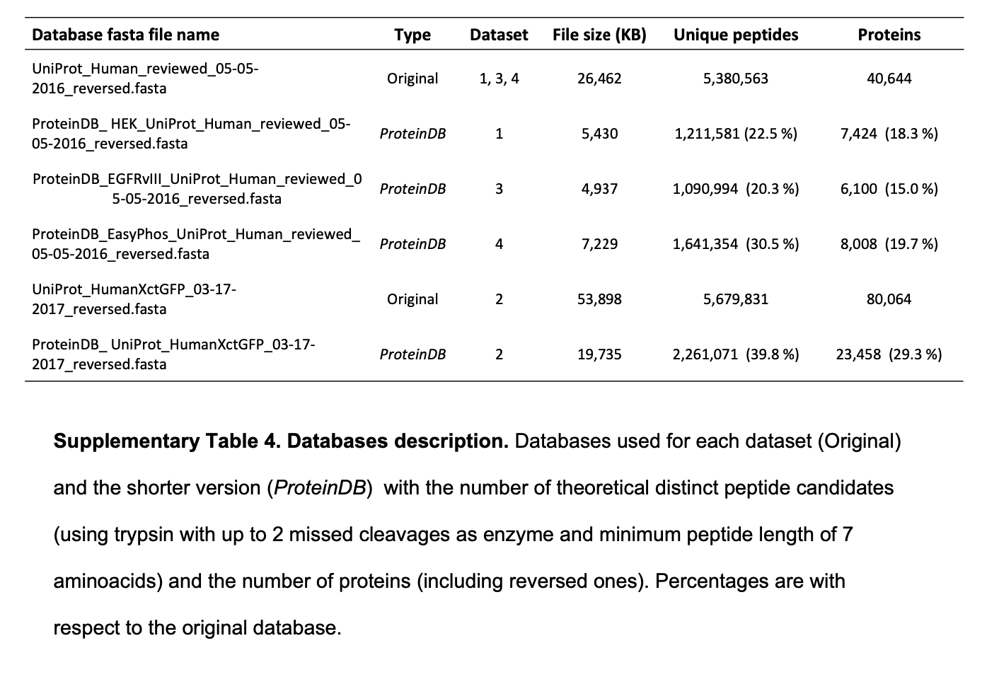 Database fasta file name Type Dataset File size (KB) Unique peptides Proteins
UniProt_Human_reviewed_05-05-
2016_reversed.fasta
Original 1, 3, 4 26,462 5,380,563 40,644
ProteinDB_ HEK_UniProt_Human_reviewed_05-
05-2016_reversed.fasta
ProteinDB 1 5,430 1,211,581 (22.5 %) 7,424 (18.3 %)
ProteinDB_EGFRvIII_UniProt_Human_reviewed_0
5-05-2016_reversed.fasta
ProteinDB 3 4,937 1,090,994 (20.3 %) 6,100 (15.0 %)
ProteinDB_EasyPhos_UniProt_Human_reviewed_
05-05-2016_reversed.fasta
ProteinDB 4 7,229 1,641,354 (30.5 %) 8,008 (19.7 %)
UniProt_HumanXctGFP_03-17-
2017_reversed.fasta
Original 2 53,898 5,679,831 80,064
ProteinDB_ UniProt_HumanXctGFP_03-17-
2017_reversed.fasta
ProteinDB 2 19,735 2,261,071 (39.8 %) 23,458 (29.3 %)
Supplementary Table 4. Databases description. Databases used for each dataset (Original)
and the shorter version (ProteinDB) with the number of theoretical distinct peptide candidates
(using trypsin with up to 2 missed cleavages as enzyme and minimum peptide length of 7
aminoacids) and the number of proteins (including reversed ones). Percentages are with
respect to the original database.